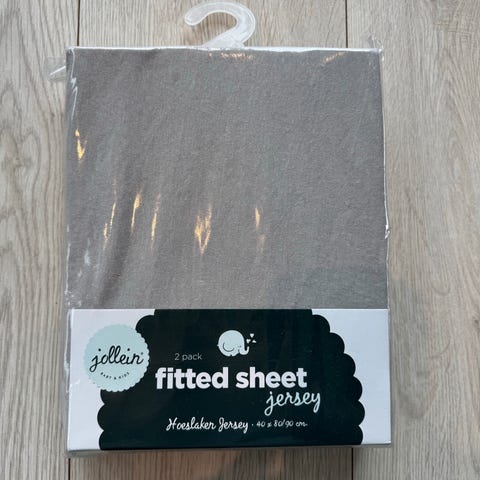 jollein
BABY & KIDS
2 pack
fitted sheet
jersey
Hoeslaken Jersey · 40 x 80/90 cm.